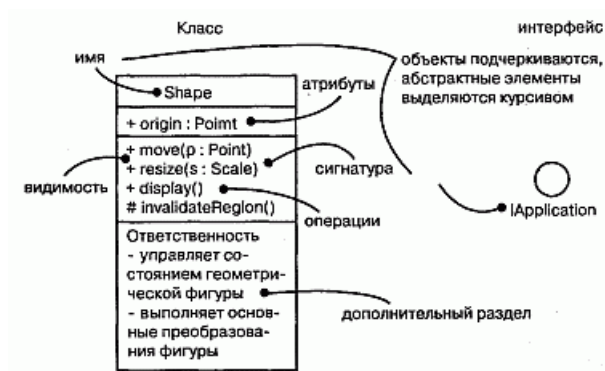 Класс
интерфейс
имя
объекты подчеркиваются,
абстрактные элементы
выделяются курсивом
атрибуты
Shape
+ origin : Poimt
+ move(p : Point)
+ resize(s : Scale)
+ display()
# invalidateRegIon()
сигнатура
видимость
операции
IApplication
Ответственность
- управляет со-
стоянием геометри-
ческой фигуры
- выполняет основ-
ные преобразова-
ния фигуры
дополнительный раздел